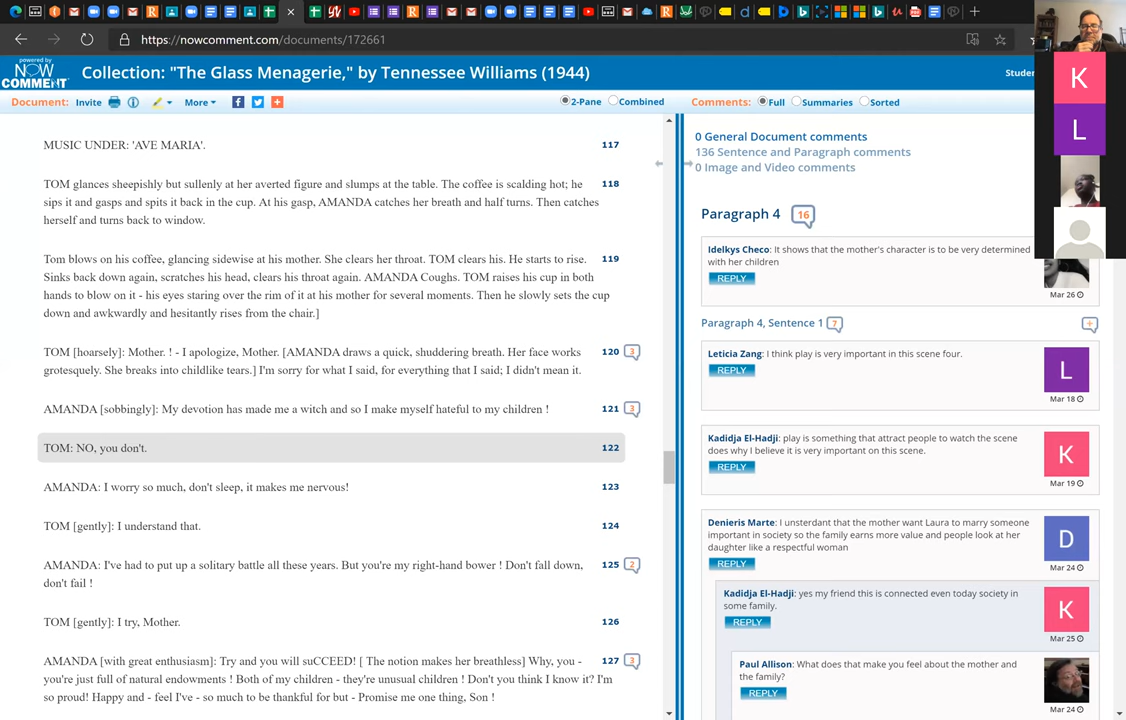 https://nowcomment.com/documents/172661
powered by
NOW
COMMENT
Collection: "The Glass Menagerie," by Tennessee Williams (1944)
Studen
Document: Invite More 2-Pane Combined Comments: Full Summaries Sorted
MUSIC UNDER: 'AVE MARIA'. 117
TOM glances sheepishly but sullenly at her averted figure and slumps at the table. The coffee is scalding hot; he 118
sips it and gasps and spits it back in the cup. At his gasp, AMANDA catches her breath and half turns. Then catches
herself and turns back to window.
Tom blows on his coffee, glancing sidewise at his mother. She clears her throat. TOM clears his. He starts to rise. 119
Sinks back down again, scratches his head, clears his throat again. AMANDA Coughs. TOM raises his cup in both
hands to blow on it - his eyes staring over the rim of it at his mother for several moments. Then he slowly sets the cup
down and awkwardly and hesitantly rises from the chair.]
TOM [hoarsely]: Mother. ! - I apologize, Mother. [AMANDA draws a quick, shuddering breath. Her face works 120 3
grotesquely. She breaks into childlike tears.] I'm sorry for what I said, for everything that I said; I didn't mean it.
AMANDA [sobbingly]: My devotion has made me a witch and so I make myself hateful to my children ! 121 3
TOM: NO, you don't. 122
AMANDA: I worry so much, don't sleep, it makes me nervous! 123
TOM [gently]: I understand that. 124
AMANDA: I've had to put up a solitary battle all these years. But you're my right-hand bower ! Don't fall down, 125 2
don't fail !
TOM [gently]: I try, Mother. 126
AMANDA [with great enthusiasm]: Try and you will suCCEED! [ The notion makes her breathless] Why, you - 127 3
you're just full of natural endowments ! Both of my children - they're unusual children ! Don't you think I know it? I'm
so proud! Happy and - feel I've - so much to be thankful for but - Promise me one thing, Son !
0 General Document comments
136 Sentence and Paragraph comments
0 Image and Video comments
Paragraph 4 16
Idelkys Checo: It shows that the mother's character is to be very determined
with her children
REPLY
Mar 26
Paragraph 4, Sentence 1 7
Leticia Zang: I think play is very important in this scene four.
REPLY
L
Mar 18
Kadidja El-Hadji: play is something that attract people to watch the scene
does why I believe it is very important on this scene.
REPLY
K
Mar 19
Denieris Marte: I unsterdant that the mother want Laura to marry someone
important in society so the family earns more value and people look at her
daughter like a respectful woman
REPLY
D
Mar 24
Kadidja El-Hadji: yes my friend this is connected even today society in
some family.
REPLY
K
Mar 25
Paul Allison: What does that make you feel about the mother and
the family?
REPLY
Mar 24
K
L